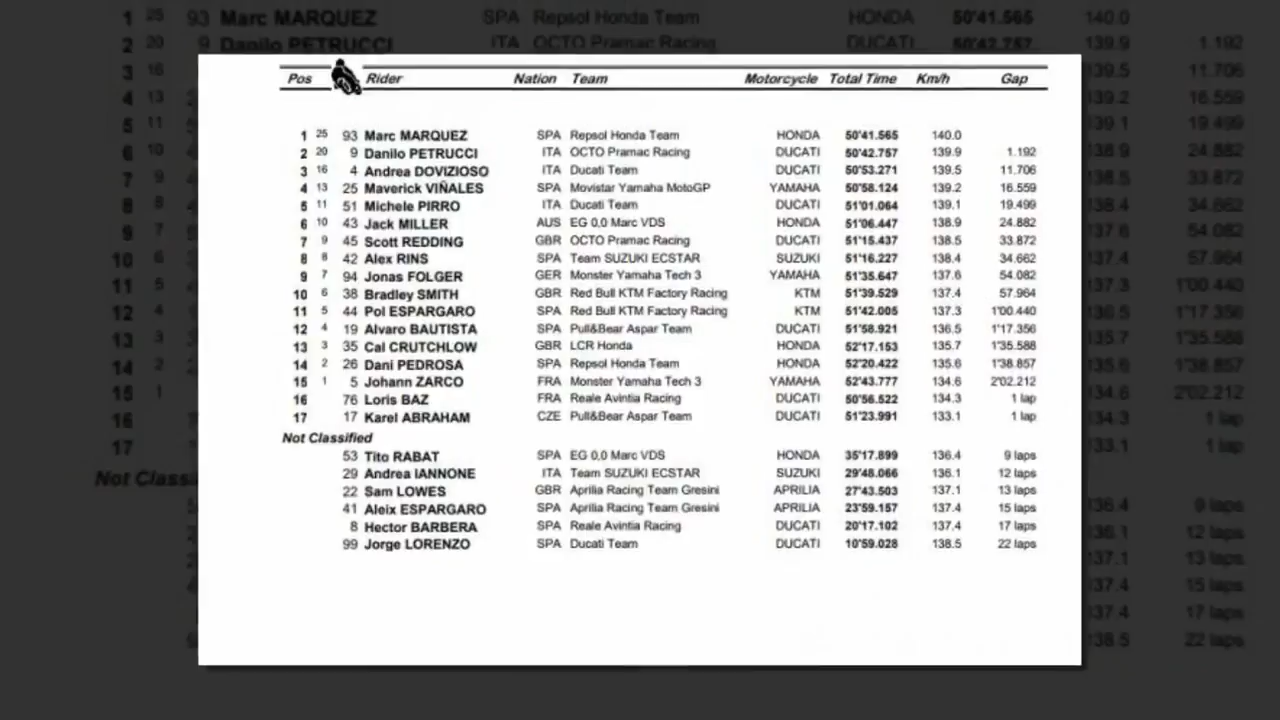 Pos Rider Nation Team Motorcycle Total Time Km/h Gap
1 25 93 Marc MARQUEZ SPA Repsol Honda Team HONDA 50'41.565 140.0
2 20 9 Danilo PETRUCCI ITA OCTO Pramac Racing DUCATI 50'42.757 139.9 1.192
3 16 4 Andrea DOVIZIOSO ITA Ducati Team DUCATI 50'53.271 139.5 11.706
4 13 25 Maverick VIÑALES SPA Movistar Yamaha MotoGP YAMAHA 50'58.124 139.2 16.559
5 11 51 Michele PIRRO ITA Ducati Team DUCATI 51'01.064 139.1 19.499
6 10 43 Jack MILLER AUS EG 0,0 Marc VDS HONDA 51'06.447 138.9 24.882
7 9 45 Scott REDDING GBR OCTO Pramac Racing DUCATI 51'15.437 138.5 33.872
8 8 42 Alex RINS SPA Team SUZUKI ECSTAR SUZUKI 51'16.227 138.4 34.662
9 7 94 Jonas FOLGER GER Monster Yamaha Tech 3 YAMAHA 51'35.647 137.6 54.082
10 6 38 Bradley SMITH GBR Red Bull KTM Factory Racing KTM 51'39.529 137.4 57.964
11 5 44 Pol ESPARGARO SPA Red Bull KTM Factory Racing KTM 51'42.005 137.3 1'00.440
12 4 19 Alvaro BAUTISTA SPA Pull&Bear Aspar Team DUCATI 51'58.921 136.5 1'17.356
13 3 35 Cal CRUTCHLOW GBR LCR Honda HONDA 52'17.153 135.7 1'35.588
14 2 26 Dani PEDROSA SPA Repsol Honda Team HONDA 52'20.422 135.6 1'38.857
15 1 5 Johann ZARCO FRA Monster Yamaha Tech 3 YAMAHA 52'43.777 134.6 2'02.212
16 76 Loris BAZ FRA Reale Avintia Racing DUCATI 50'56.522 134.3 1 lap
17 17 Karel ABRAHAM CZE Pull&Bear Aspar Team DUCATI 51'23.991 133.1 1 lap
Not Classified
53 Tito RABAT SPA EG 0,0 Marc VDS HONDA 35'17.899 136.4 9 laps
29 Andrea IANNONE ITA Team SUZUKI ECSTAR SUZUKI 29'48.066 136.1 12 laps
22 Sam LOWES GBR Aprilia Racing Team Gresini APRILIA 27'43.503 137.1 13 laps
41 Aleix ESPARGARO SPA Aprilia Racing Team Gresini APRILIA 23'59.157 137.4 15 laps
8 Hector BARBERA SPA Reale Avintia Racing DUCATI 20'17.102 137.4 17 laps
99 Jorge LORENZO SPA Ducati Team DUCATI 10'59.028 138.5 22 laps